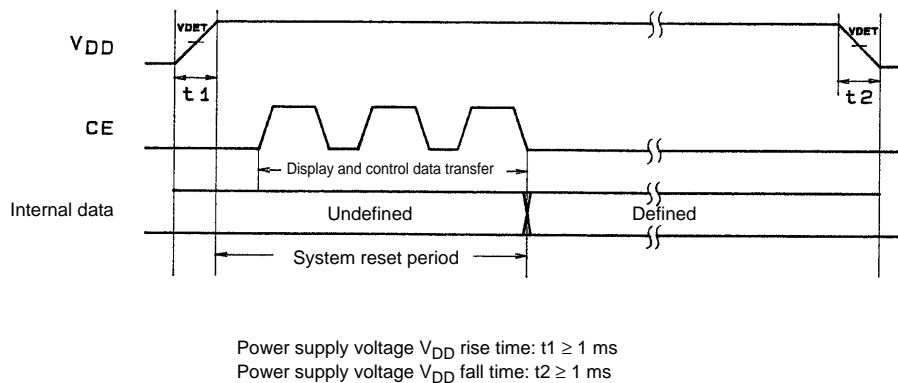 VDD
VDET
VDET
t1
t2
CE
Display and control data transfer
Internal data
Undefined
Defined
System reset period
Power supply voltage VDD rise time: t1 ≥ 1 ms
Power supply voltage VDD fall time: t2 ≥ 1 ms